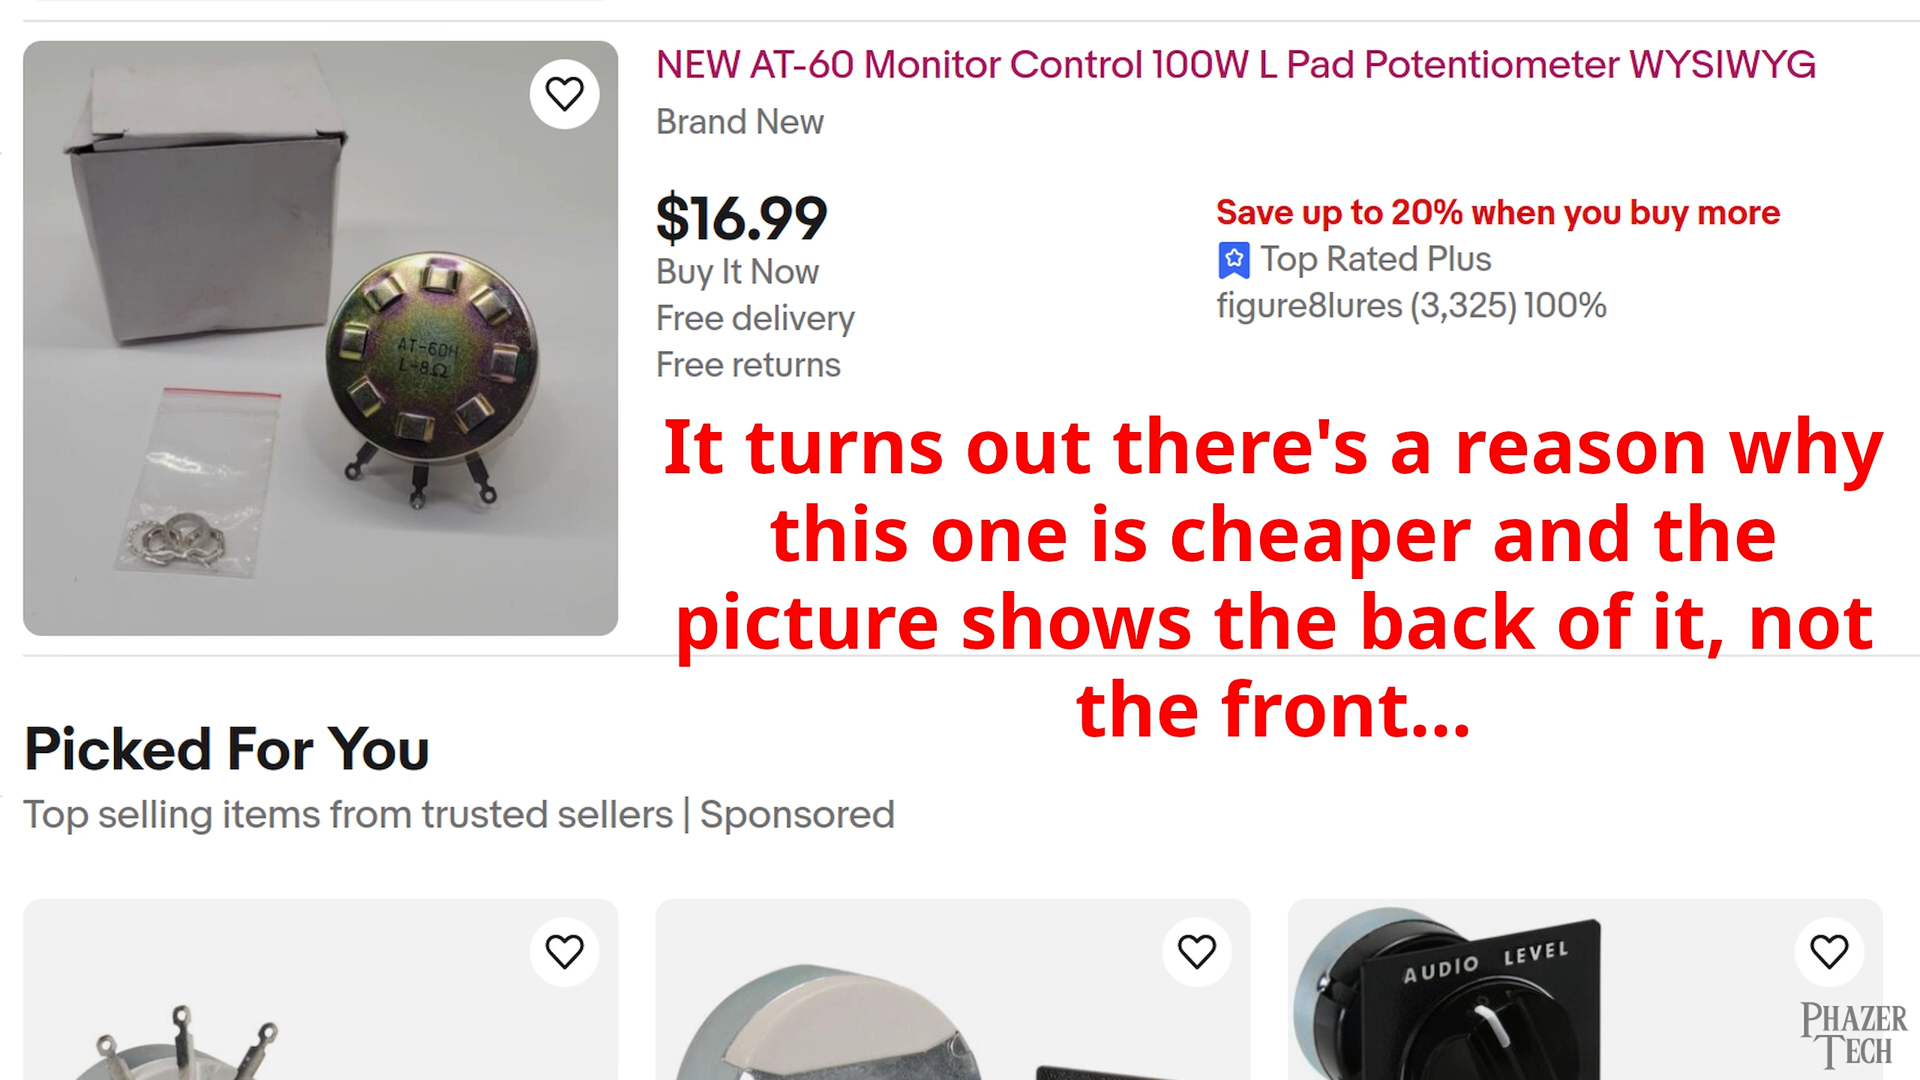 NEW AT-60 Monitor Control 100W L Pad Potentiometer WYSIWYG
Brand New
$16.99
Buy It Now
Free delivery
Free returns
Save up to 20% when you buy more
Top Rated Plus
figure8lures (3,325) 100%
AT-60H
L-8Ω
It turns out there's a reason why
this one is cheaper and the
picture shows the back of it, not
the front...
Picked For You
Top selling items from trusted sellers | Sponsored
AUDIO LEVEL
PHAZER
TECH